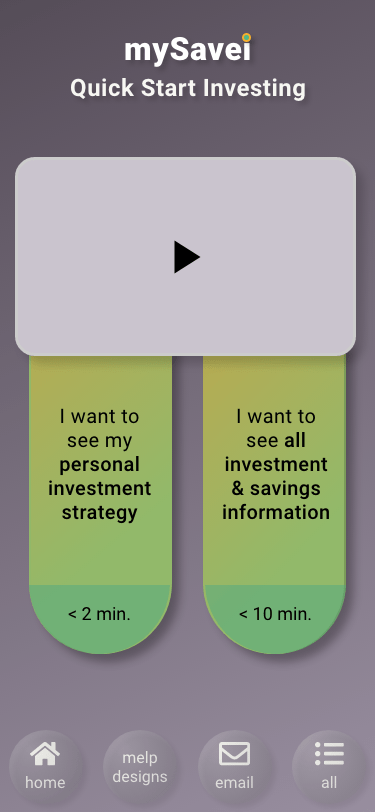 mySavei
Quick Start Investing
I want to
see my
personal
investment
strategy
I want to
see all
investment
& savings
information
< 2 min.
< 10 min.
home
melp
designs
email
all